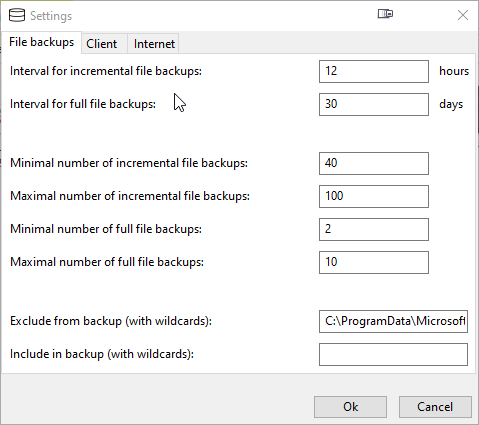 Settings
File backups Client Internet
Interval for incremental file backups: 12 hours
Interval for full file backups: 30 days
Minimal number of incremental file backups: 40
Maximal number of incremental file backups: 100
Minimal number of full file backups: 2
Maximal number of full file backups: 10
Exclude from backup (with wildcards): C:\ProgramData\Microsoft
Include in backup (with wildcards):
Ok Cancel